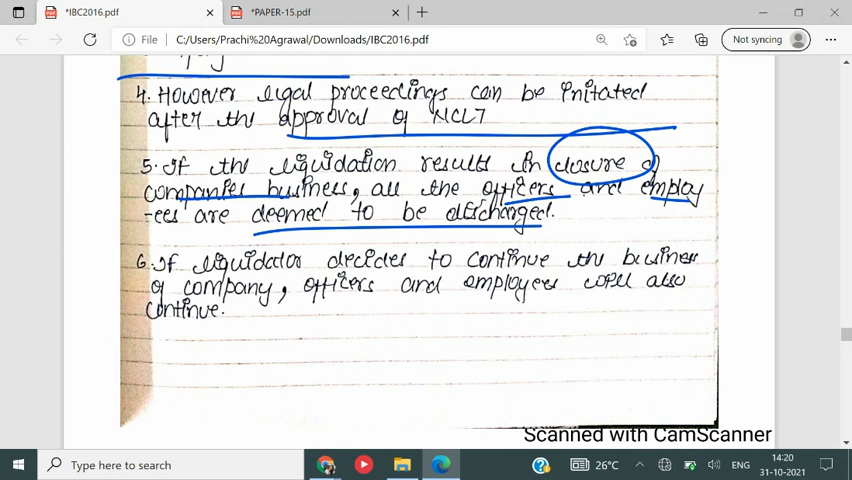 *IBC2016.pdf
*PAPER-15.pdf
File | C:/Users/Prachi%20Agrawal/Downloads/IBC2016.pdf
Not syncing
4. However legal proceedings can be initated
after the approval of NCLT
5. If the liquidation results in closure of
companies business, all the officers and employ
-ees are deemed to be discharged.
6. If liquidator decides to continue the business
of company, officers and employees will also
continue.
Scanned with CamScanner
Type here to search
26°C
ENG
14:20
31-10-2021